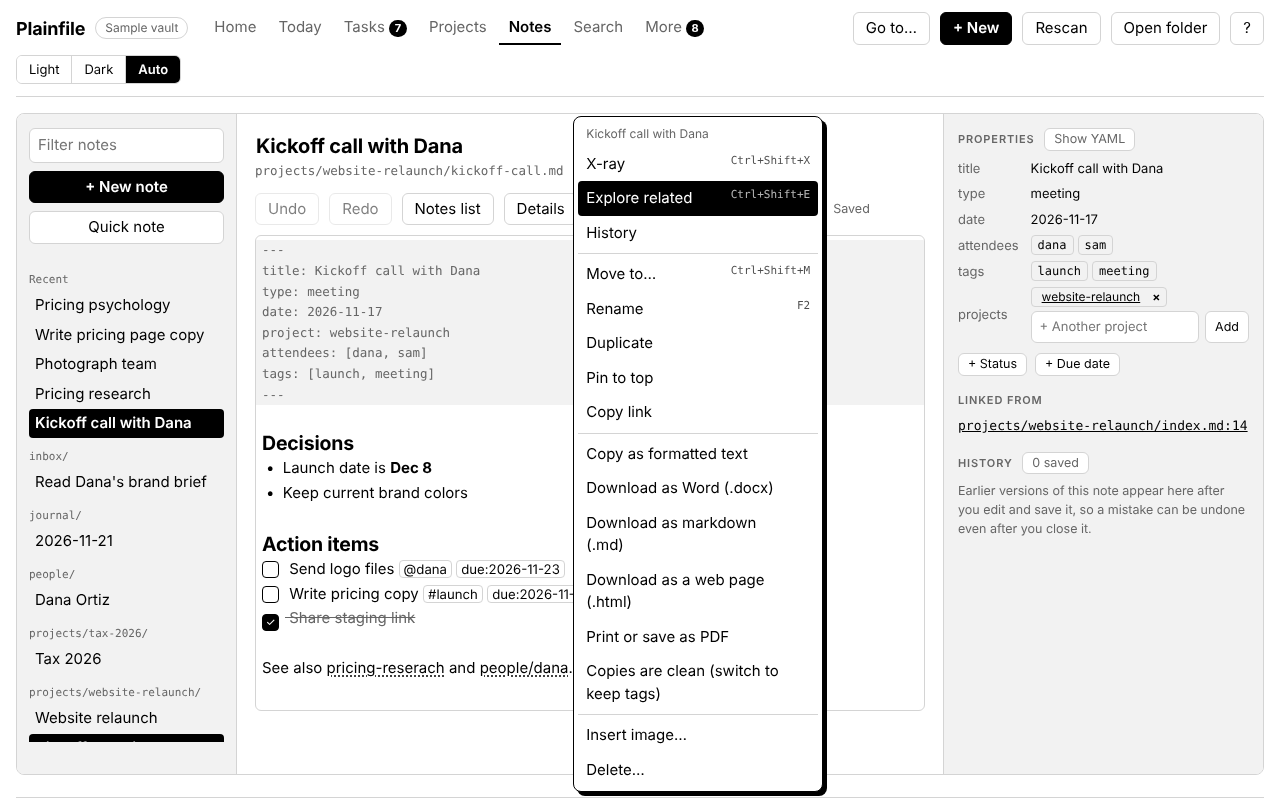 Plainfile
Sample vault
Home
Today
Tasks 7
Projects
Notes
Search
More 8
Go to...
+ New
Rescan
Open folder
?
Light
Dark
Auto
Filter notes
+ New note
Quick note
Recent
Pricing psychology
Write pricing page copy
Photograph team
Pricing research
Kickoff call with Dana
inbox/
Read Dana's brand brief
journal/
2026-11-21
people/
Dana Ortiz
projects/tax-2026/
Tax 2026
projects/website-relaunch/
Website relaunch
Kickoff call with Dana
projects/website-relaunch/kickoff-call.md
Undo
Redo
Notes list
Details
Saved
---
title: Kickoff call with Dana
type: meeting
date: 2026-11-17
project: website-relaunch
attendees: [dana, sam]
tags: [launch, meeting]
---
Decisions
• Launch date is Dec 8
• Keep current brand colors
Action items
Send logo files @dana due:2026-11-23
Write pricing copy #launch due:2026-11-
Share staging link
See also pricing-reserach and people/dana.
Kickoff call with Dana
X-ray Ctrl+Shift+X
Explore related Ctrl+Shift+E
History
Move to... Ctrl+Shift+M
Rename F2
Duplicate
Pin to top
Copy link
Copy as formatted text
Download as Word (.docx)
Download as markdown
(.md)
Download as a web page
(.html)
Print or save as PDF
Copies are clean (switch to
keep tags)
Insert image...
Delete...
PROPERTIES
Show YAML
title Kickoff call with Dana
type meeting
date 2026-11-17
attendees dana sam
tags launch meeting
projects website-relaunch ×
+ Another project
Add
+ Status
+ Due date
LINKED FROM
projects/website-relaunch/index.md:14
HISTORY
0 saved
Earlier versions of this note appear here after
you edit and save it, so a mistake can be undone
even after you close it.